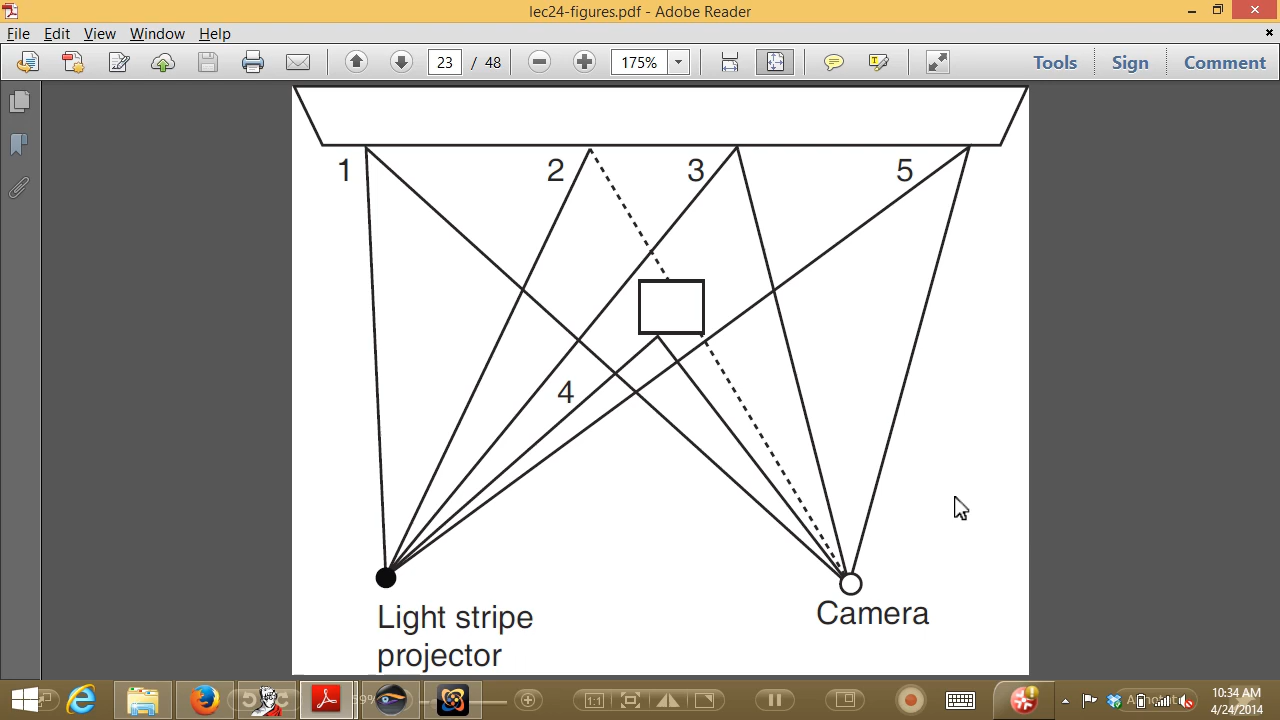 lec24-figures.pdf - Adobe Reader
File Edit View Window Help
23 / 48 175% Tools Sign Comment
1 2 3 5
4
Light stripe
projector
Camera
10:34 AM
4/24/2014